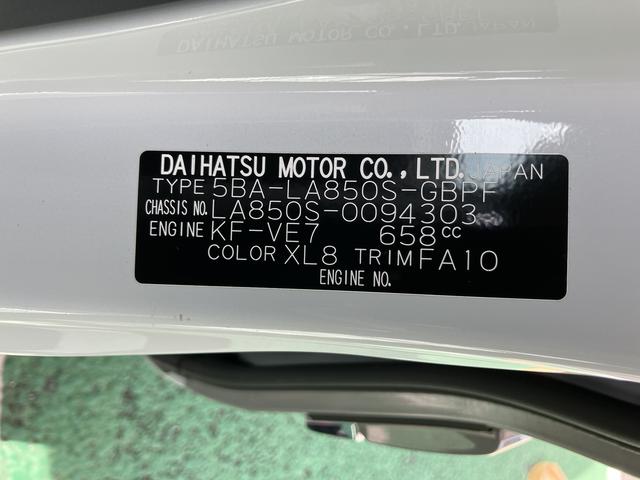 DAIHATSU MOTOR CO., LTD. JAPAN
TYPE 5BA-LA850S-GBPF
CHASSIS NO. LA850S-0094303
ENGINE KF-VE7 658cc
COLOR XL8 TRIM FA10
ENGINE NO.